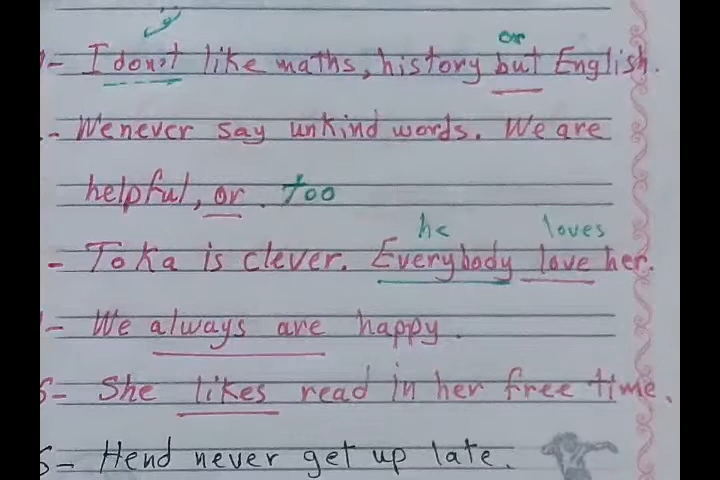 نفي
or
- I don't like maths, history but English.
- We never say unkind words. We are
helpful, or. too
he loves
- Toka is clever. Everybody love her.
- We always are happy.
5- She likes read in her free time.
- Hend never get up late.